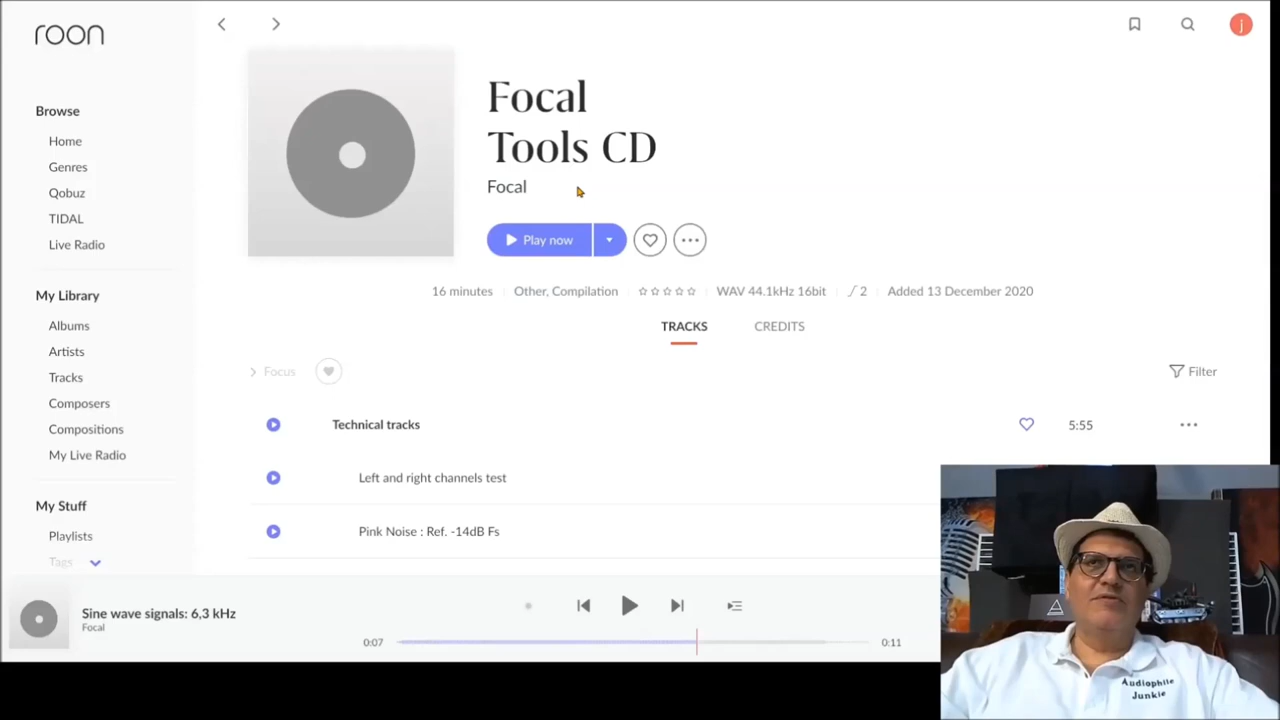 roon
j
Browse
Home
Genres
Qobuz
TIDAL
Live Radio
My Library
Albums
Artists
Tracks
Composers
Compositions
My Live Radio
My Stuff
Playlists
Tags
Focal
Tools CD
Focal
Play now
16 minutes Other, Compilation WAV 44.1kHz 16bit 2 Added 13 December 2020
TRACKS CREDITS
Focus Filter
Technical tracks 5:55
Left and right channels test
Pink Noise : Ref. -14dB Fs
Sine wave signals: 6,3 kHz
Focal
0:07 0:11
Audiophile
Junkie